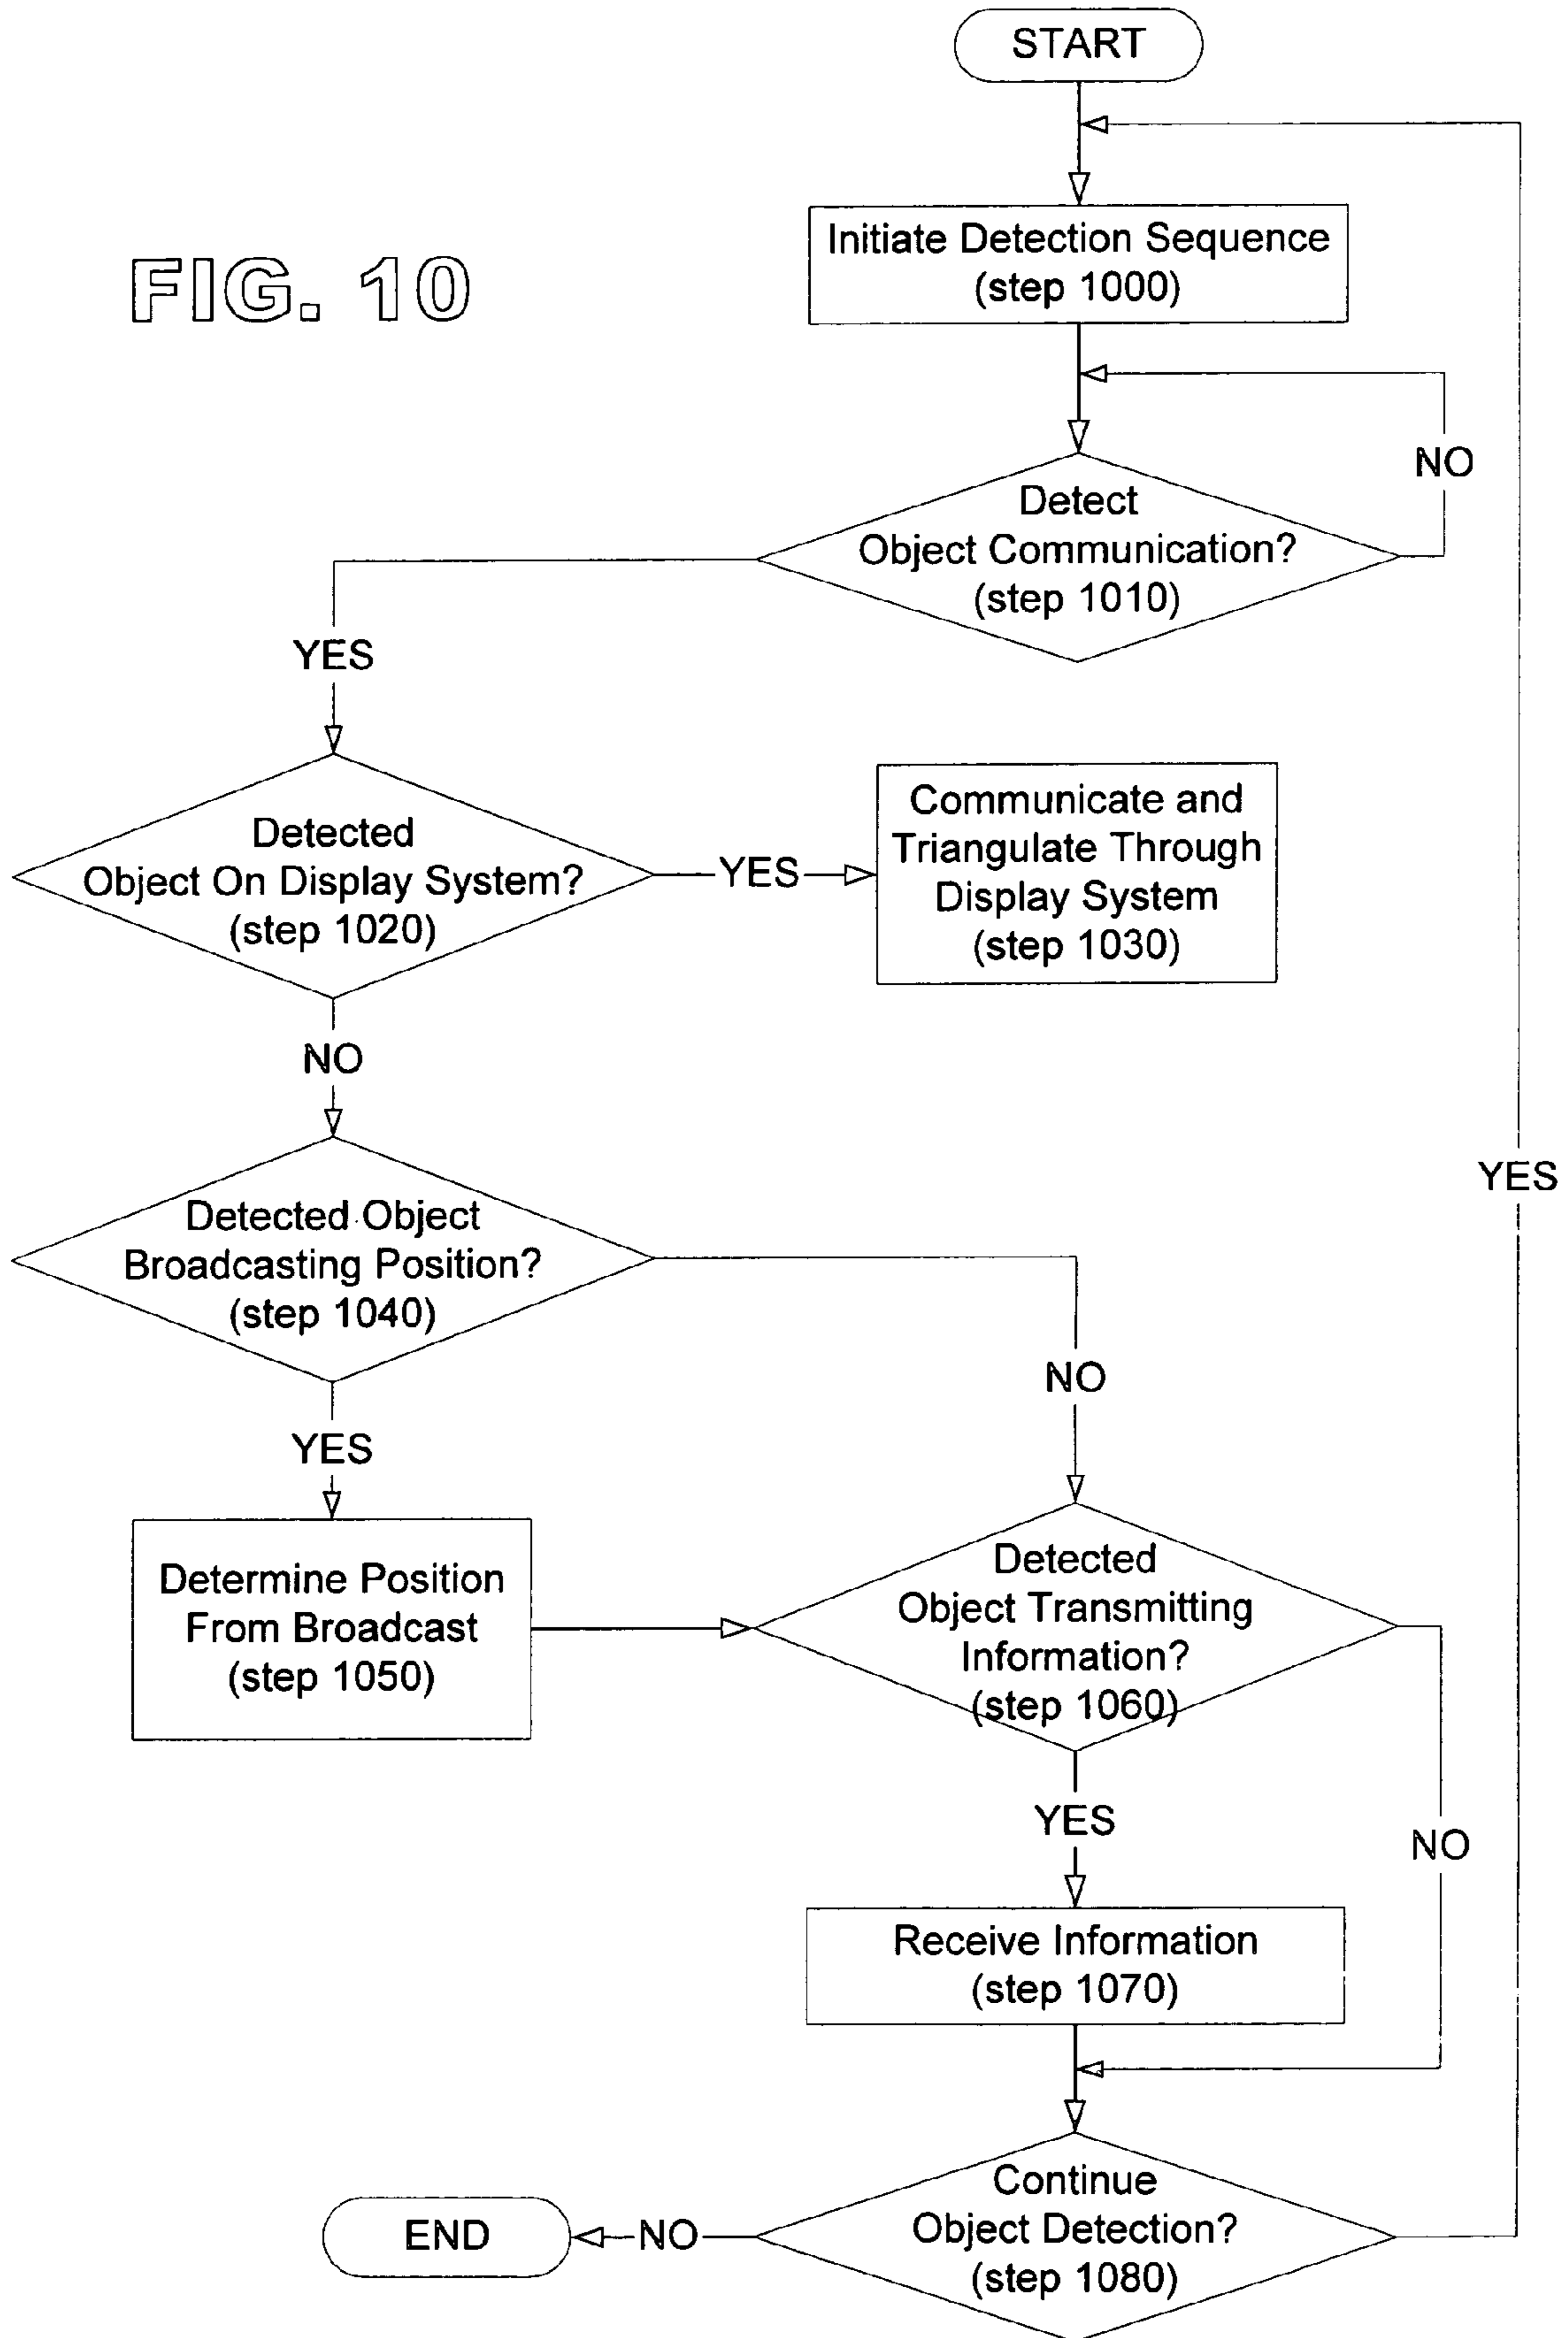 START
FIG. 10
Initiate Detection Sequence
(step 1000)
NO
Detect
Object Communication?
(step 1010)
YES
Detected
Object On Display System?
(step 1020)
YES
Communicate and
Triangulate Through
Display System
(step 1030)
NO
YES
Detected Object
Broadcasting Position?
(step 1040)
NO
YES
Determine Position
From Broadcast
(step 1050)
Detected
Object Transmitting
Information?
(step 1060)
YES
NO
Receive Information
(step 1070)
Continue
Object Detection?
(step 1080)
NO
END